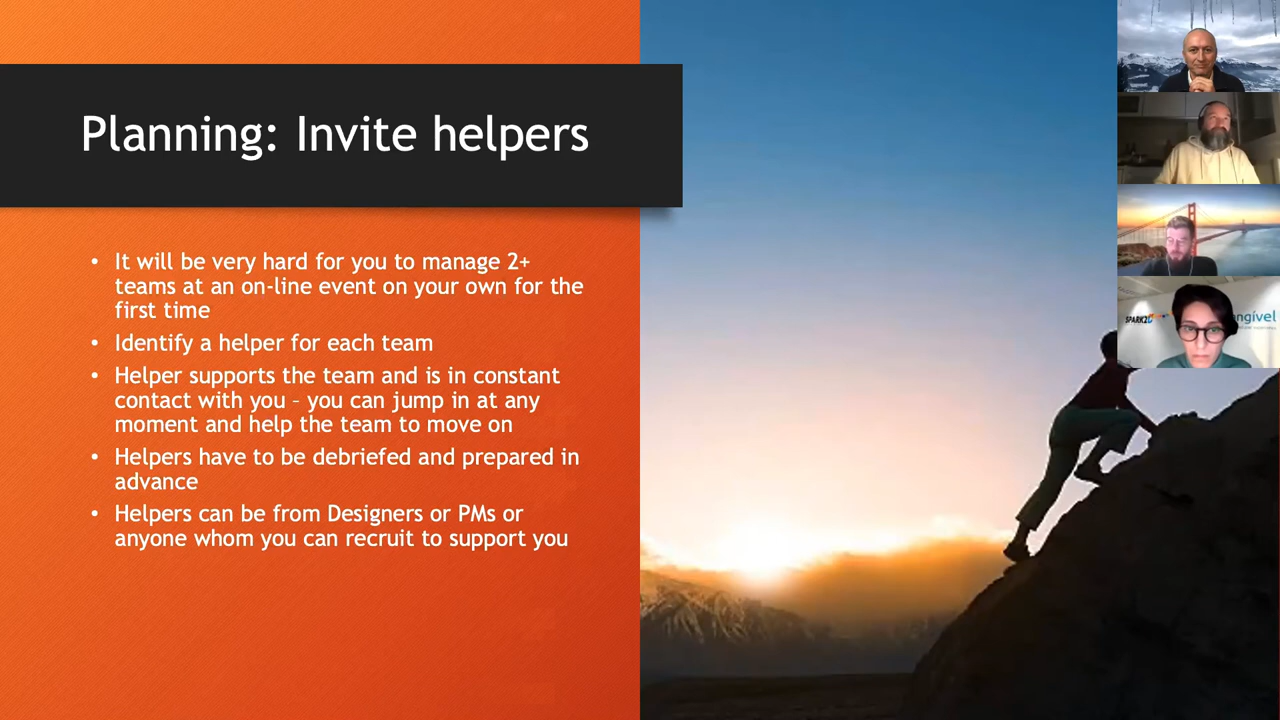 Planning: Invite helpers
• It will be very hard for you to manage 2+
teams at an on-line event on your own for the
first time
• Identify a helper for each team
• Helper supports the team and is in constant
contact with you – you can jump in at any
moment and help the team to move on
• Helpers have to be debriefed and prepared in
advance
• Helpers can be from Designers or PMs or
anyone whom you can recruit to support you
SPARK2D
ngivel